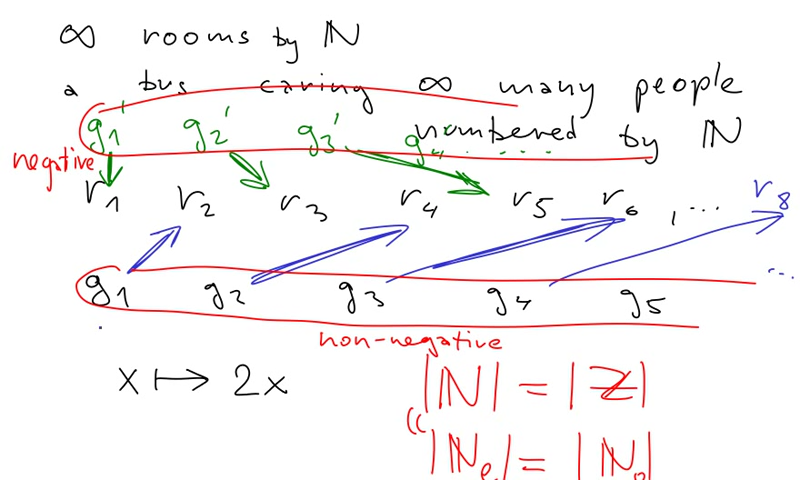 ∞ rooms by ℕ
a bus caring ∞ many people
numbered by ℕ
g1' g2' g3' g4 ....
negative
r1 r2 r3 r4 r5 r6 , ... r8
g1 g2 g3 g4 g5 ...
non-negative
x ↦ 2x
|ℕ| = |ℤ|
|ℕe| = |ℕo|